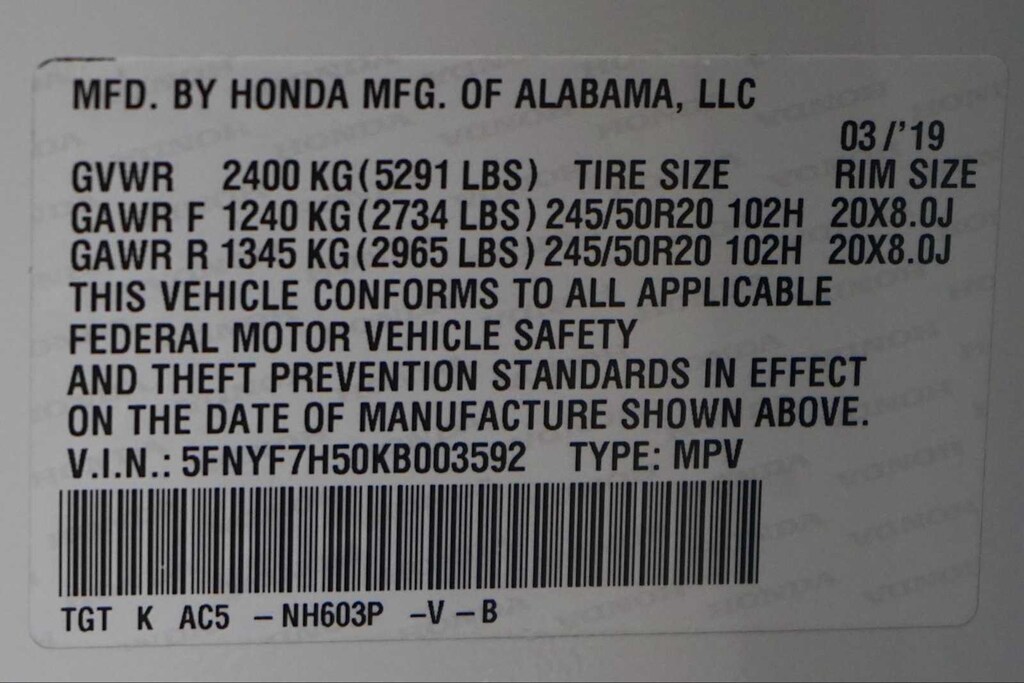 MFD. BY HONDA MFG. OF ALABAMA, LLC
03/'19
GVWR 2400 KG(5291 LBS) TIRE SIZE RIM SIZE
GAWR F 1240 KG(2734 LBS) 245/50R20 102H 20X8.0J
GAWR R 1345 KG(2965 LBS) 245/50R20 102H 20X8.0J
THIS VEHICLE CONFORMS TO ALL APPLICABLE
FEDERAL MOTOR VEHICLE SAFETY
AND THEFT PREVENTION STANDARDS IN EFFECT
ON THE DATE OF MANUFACTURE SHOWN ABOVE.
V.I.N.: 5FNYF7H50KB003592 TYPE: MPV
TGT K AC5 -NH603P -V-B